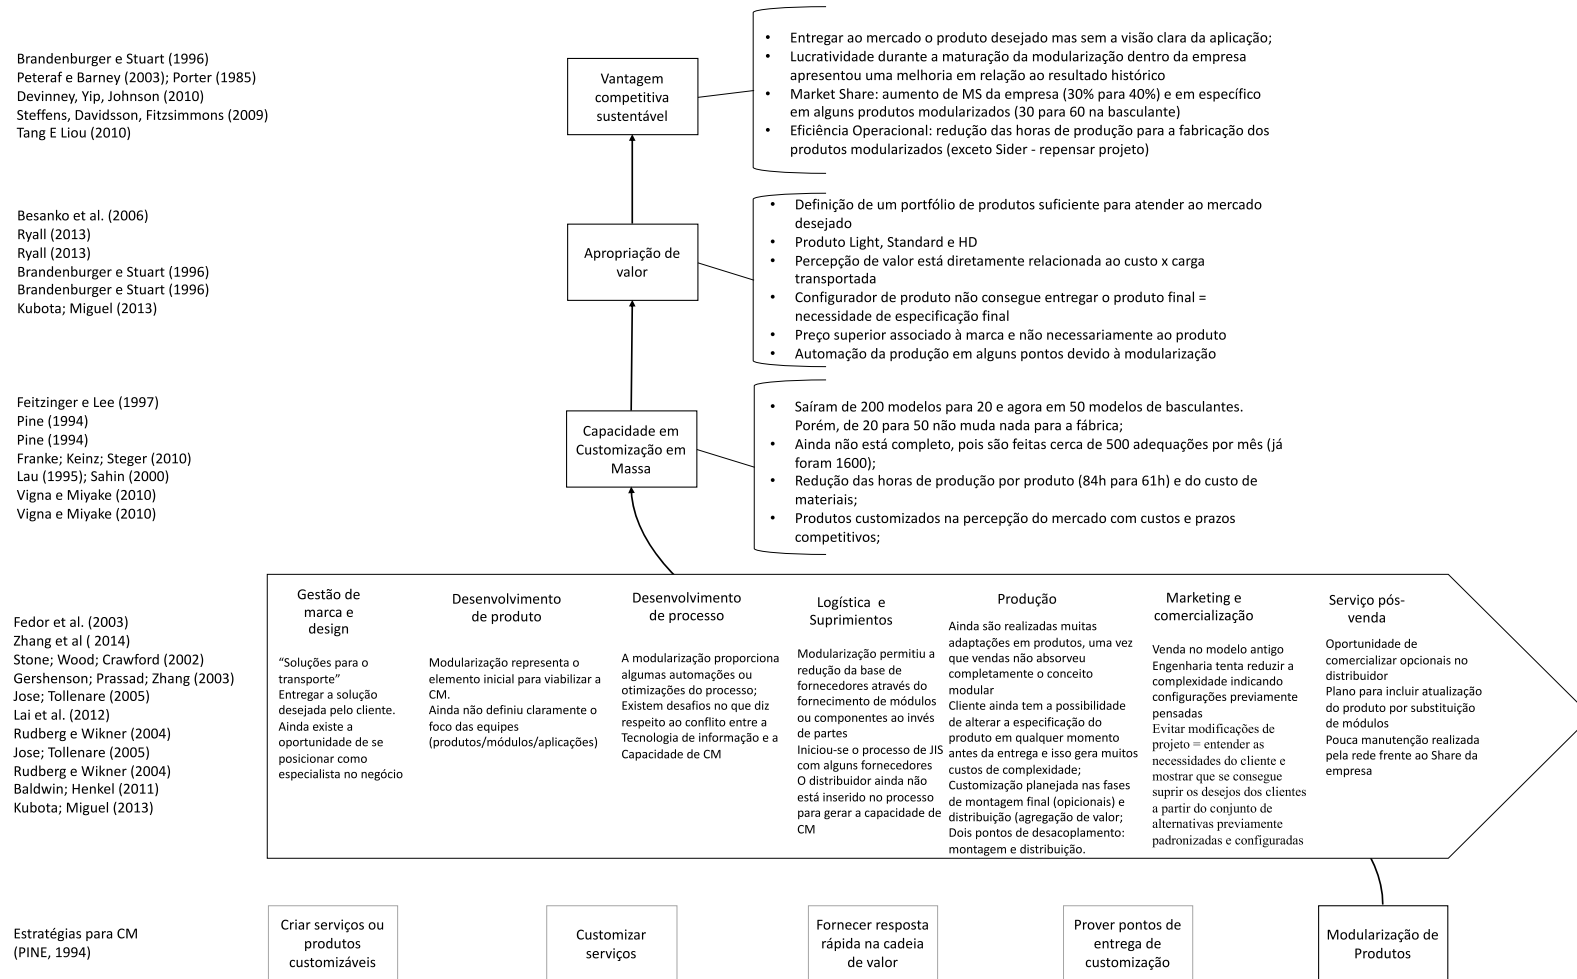 Brandenburger e Stuart (1996)
Peteraf e Barney (2003); Porter (1985)
Devinney, Yip, Johnson (2010)
Steffens, Davidsson, Fitzsimmons (2009)
Tang E Liou (2010)
Vantagem
competitiva
sustentável
• Entregar ao mercado o produto desejado mas sem a visão clara da aplicação;
• Lucratividade durante a maturação da modularização dentro da empresa
apresentou uma melhoria em relação ao resultado histórico
• Market Share: aumento de MS da empresa (30% para 40%) e em específico
em alguns produtos modularizados (30 para 60 na basculante)
• Eficiência Operacional: redução das horas de produção para a fabricação dos
produtos modularizados (exceto Sider - repensar projeto)
Besanko et al. (2006)
Ryall (2013)
Ryall (2013)
Brandenburger e Stuart (1996)
Brandenburger e Stuart (1996)
Kubota; Miguel (2013)
Apropriação de
valor
• Definição de um portfólio de produtos suficiente para atender ao mercado
desejado
• Produto Light, Standard e HD
• Percepção de valor está diretamente relacionada ao custo x carga
transportada
• Configurador de produto não consegue entregar o produto final =
necessidade de especificação final
• Preço superior associado à marca e não necessariamente ao produto
• Automação da produção em alguns pontos devido à modularização
Feitzinger e Lee (1997)
Pine (1994)
Pine (1994)
Franke; Keinz; Steger (2010)
Lau (1995); Sahin (2000)
Vigna e Miyake (2010)
Vigna e Miyake (2010)
Capacidade em
Customização em
Massa
• Saíram de 200 modelos para 20 e agora em 50 modelos de basculantes.
Porém, de 20 para 50 não muda nada para a fábrica;
• Ainda não está completo, pois são feitas cerca de 500 adequações por mês (já
foram 1600);
• Redução das horas de produção por produto (84h para 61h) e do custo de
materiais;
• Produtos customizados na percepção do mercado com custos e prazos
competitivos;
Fedor et al. (2003)
Zhang et al ( 2014)
Stone; Wood; Crawford (2002)
Gershenson; Prassad; Zhang (2003)
Jose; Tollenare (2005)
Lai et al. (2012)
Rudberg e Wikner (2004)
Jose; Tollenare (2005)
Rudberg e Wikner (2004)
Baldwin; Henkel (2011)
Kubota; Miguel (2013)
Gestão de
marca e
design
“Soluções para o
transporte”
Entregar a solução
desejada pelo cliente.
Ainda existe a
oportunidade de se
posicionar como
especialista no negócio
Desenvolvimento
de produto
Modularização representa o
elemento inicial para viabilizar a
CM.
Ainda não definiu claramente o
foco das equipes
(produtos/módulos/aplicações)
Desenvolvimento
de processo
A modularização proporciona
algumas automações ou
otimizações do processo;
Existem desafios no que diz
respeito ao conflito entre a
Tecnologia de informação e a
Capacidade de CM
Logística e
Suprimientos
Modularização permitiu a
redução da base de
fornecedores através do
fornecimento de módulos
ou componentes ao invés
de partes
Iniciou-se o processo de JIS
com alguns fornecedores
O distribuidor ainda não
está inserido no processo
para gerar a capacidade de
CM
Produção
Ainda são realizadas muitas
adaptações em produtos, uma vez
que vendas não absorveu
completamente o conceito
modular
Cliente ainda tem a possibilidade
de alterar a especificação do
produto em qualquer momento
antes da entrega e isso gera muitos
custos de complexidade;
Customização planejada nas fases
de montagem final (opicionais) e
distribuição (agregação de valor;
Dois pontos de desacoplamento:
montagem e distribuição.
Marketing e
comercialização
Venda no modelo antigo
Engenharia tenta reduzir a
complexidade indicando
configurações previamente
pensadas
Evitar modificações de
projeto = entender as
necessidades do cliente e
mostrar que se consegue
suprir os desejos dos clientes
a partir do conjunto de
alternativas previamente
padronizadas e configuradas
Serviço pós-
venda
Oportunidade de
comercializar opcionais no
distribuidor
Plano para incluir atualização
do produto por substituição
de módulos
Pouca manutenção realizada
pela rede frente ao Share da
empresa
Estratégias para CM
(PINE, 1994)
Criar serviços ou
produtos
customizáveis
Customizar
serviços
Fornecer resposta
rápida na cadeia
de valor
Prover pontos de
entrega de
customização
Modularização de
Produtos